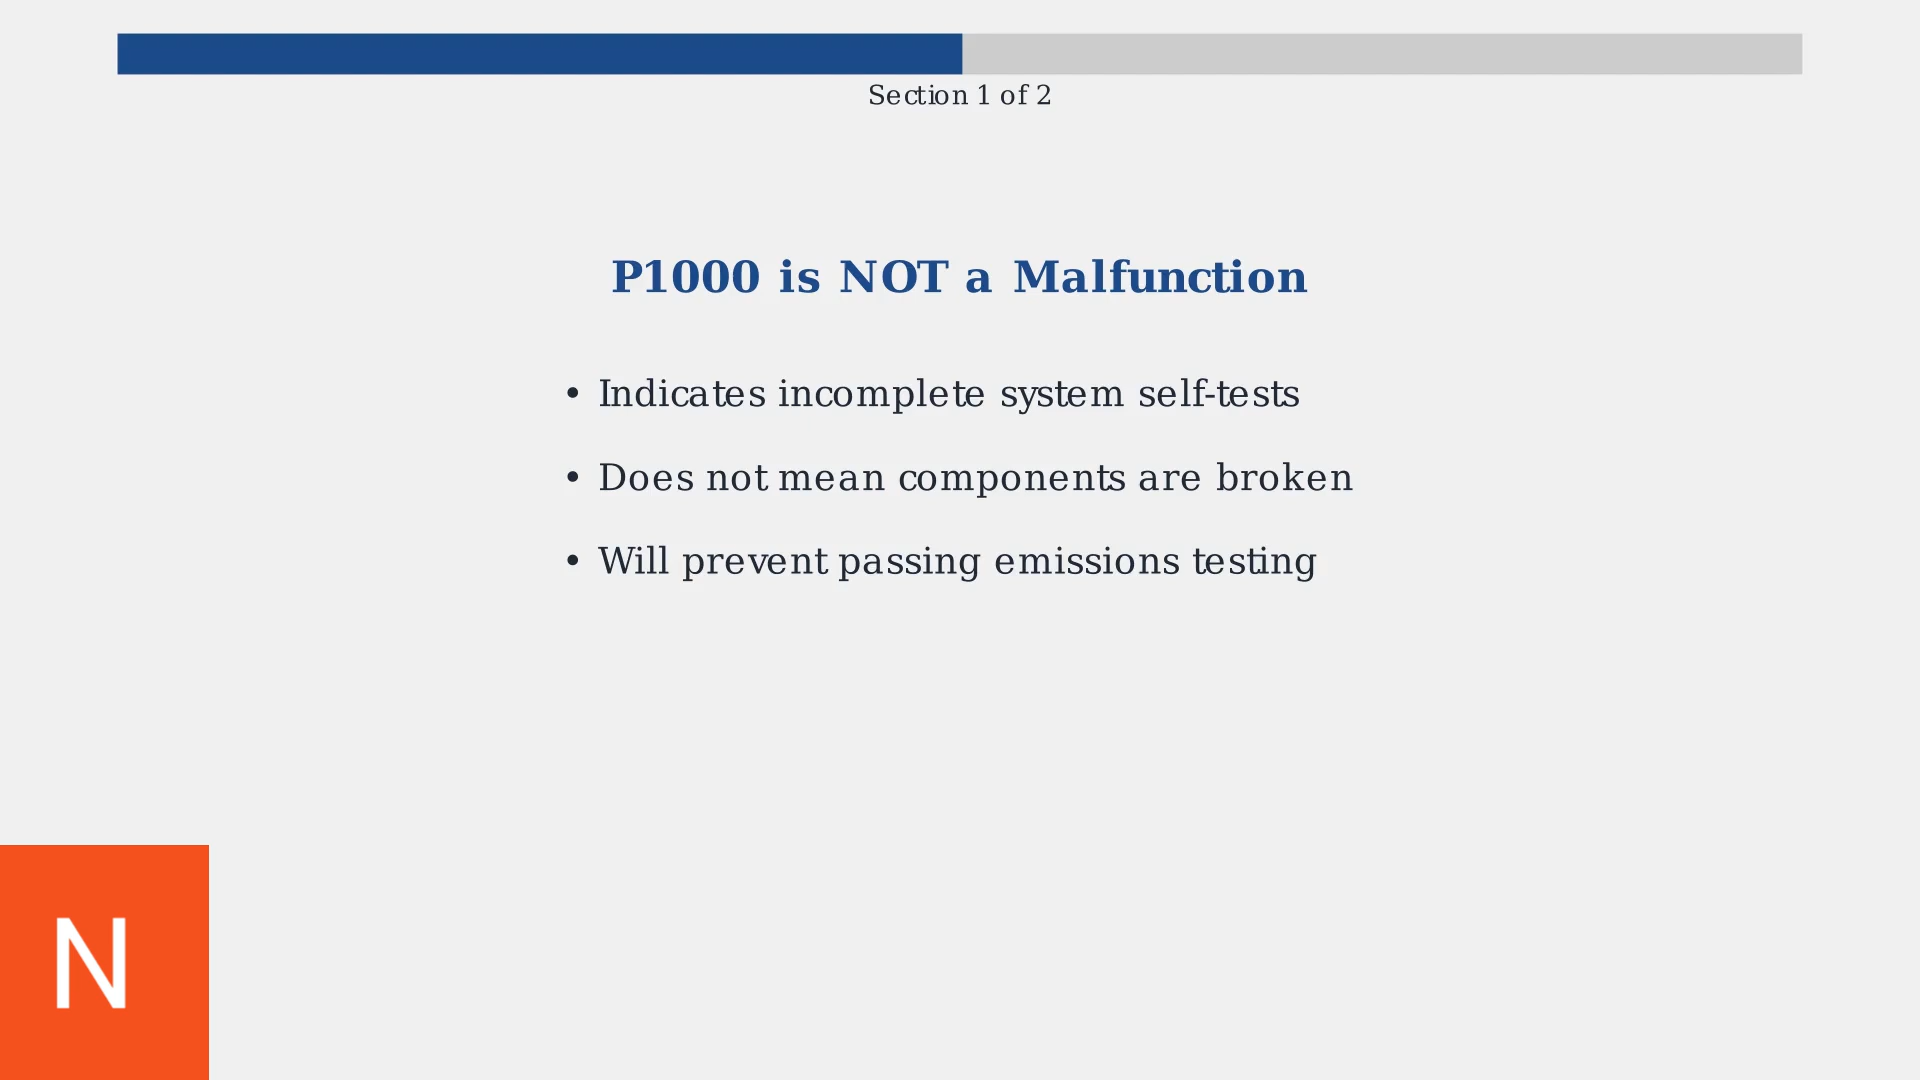 Section 1 of 2
P1000 is NOT a Malfunction
• Indicates incomplete system self-tests
• Does not mean components are broken
• Will prevent passing emissions testing
N